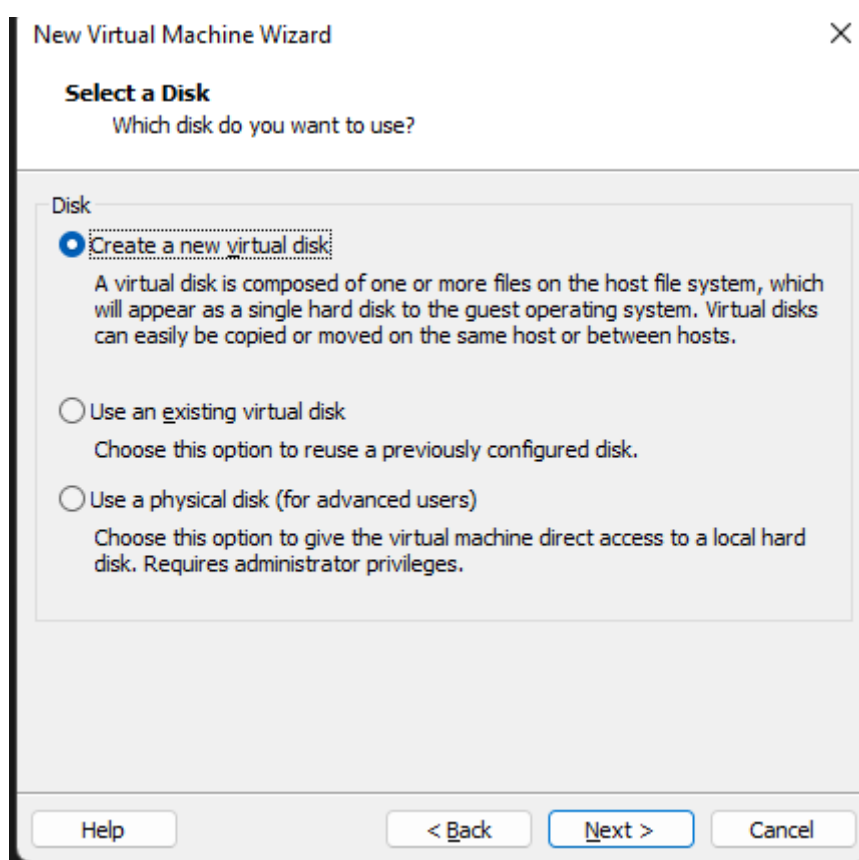 New Virtual Machine Wizard
Select a Disk
Which disk do you want to use?
Disk
Create a new virtual disk
A virtual disk is composed of one or more files on the host file system, which
will appear as a single hard disk to the guest operating system. Virtual disks
can easily be copied or moved on the same host or between hosts.
Use an existing virtual disk
Choose this option to reuse a previously configured disk.
Use a physical disk (for advanced users)
Choose this option to give the virtual machine direct access to a local hard
disk. Requires administrator privileges.
Help < Back Next > Cancel